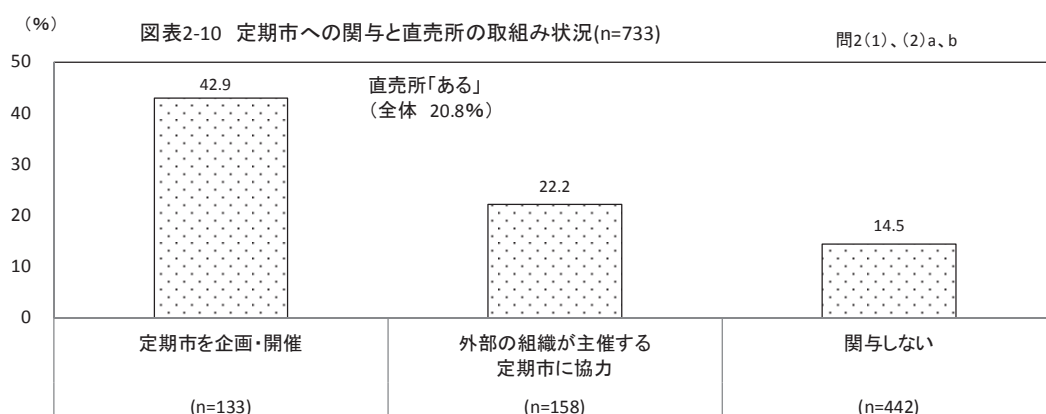 (%)
図表2-10 定期市への関与と直売所の取組み状況(n=733)
問2(1)、(2)a、b
50
40
30
20
10
0
直売所「ある」
(全体 20.8%)
42.9
22.2
14.5
定期市を企画・開催
(n=133)
外部の組織が主催する
定期市に協力
(n=158)
関与しない
(n=442)